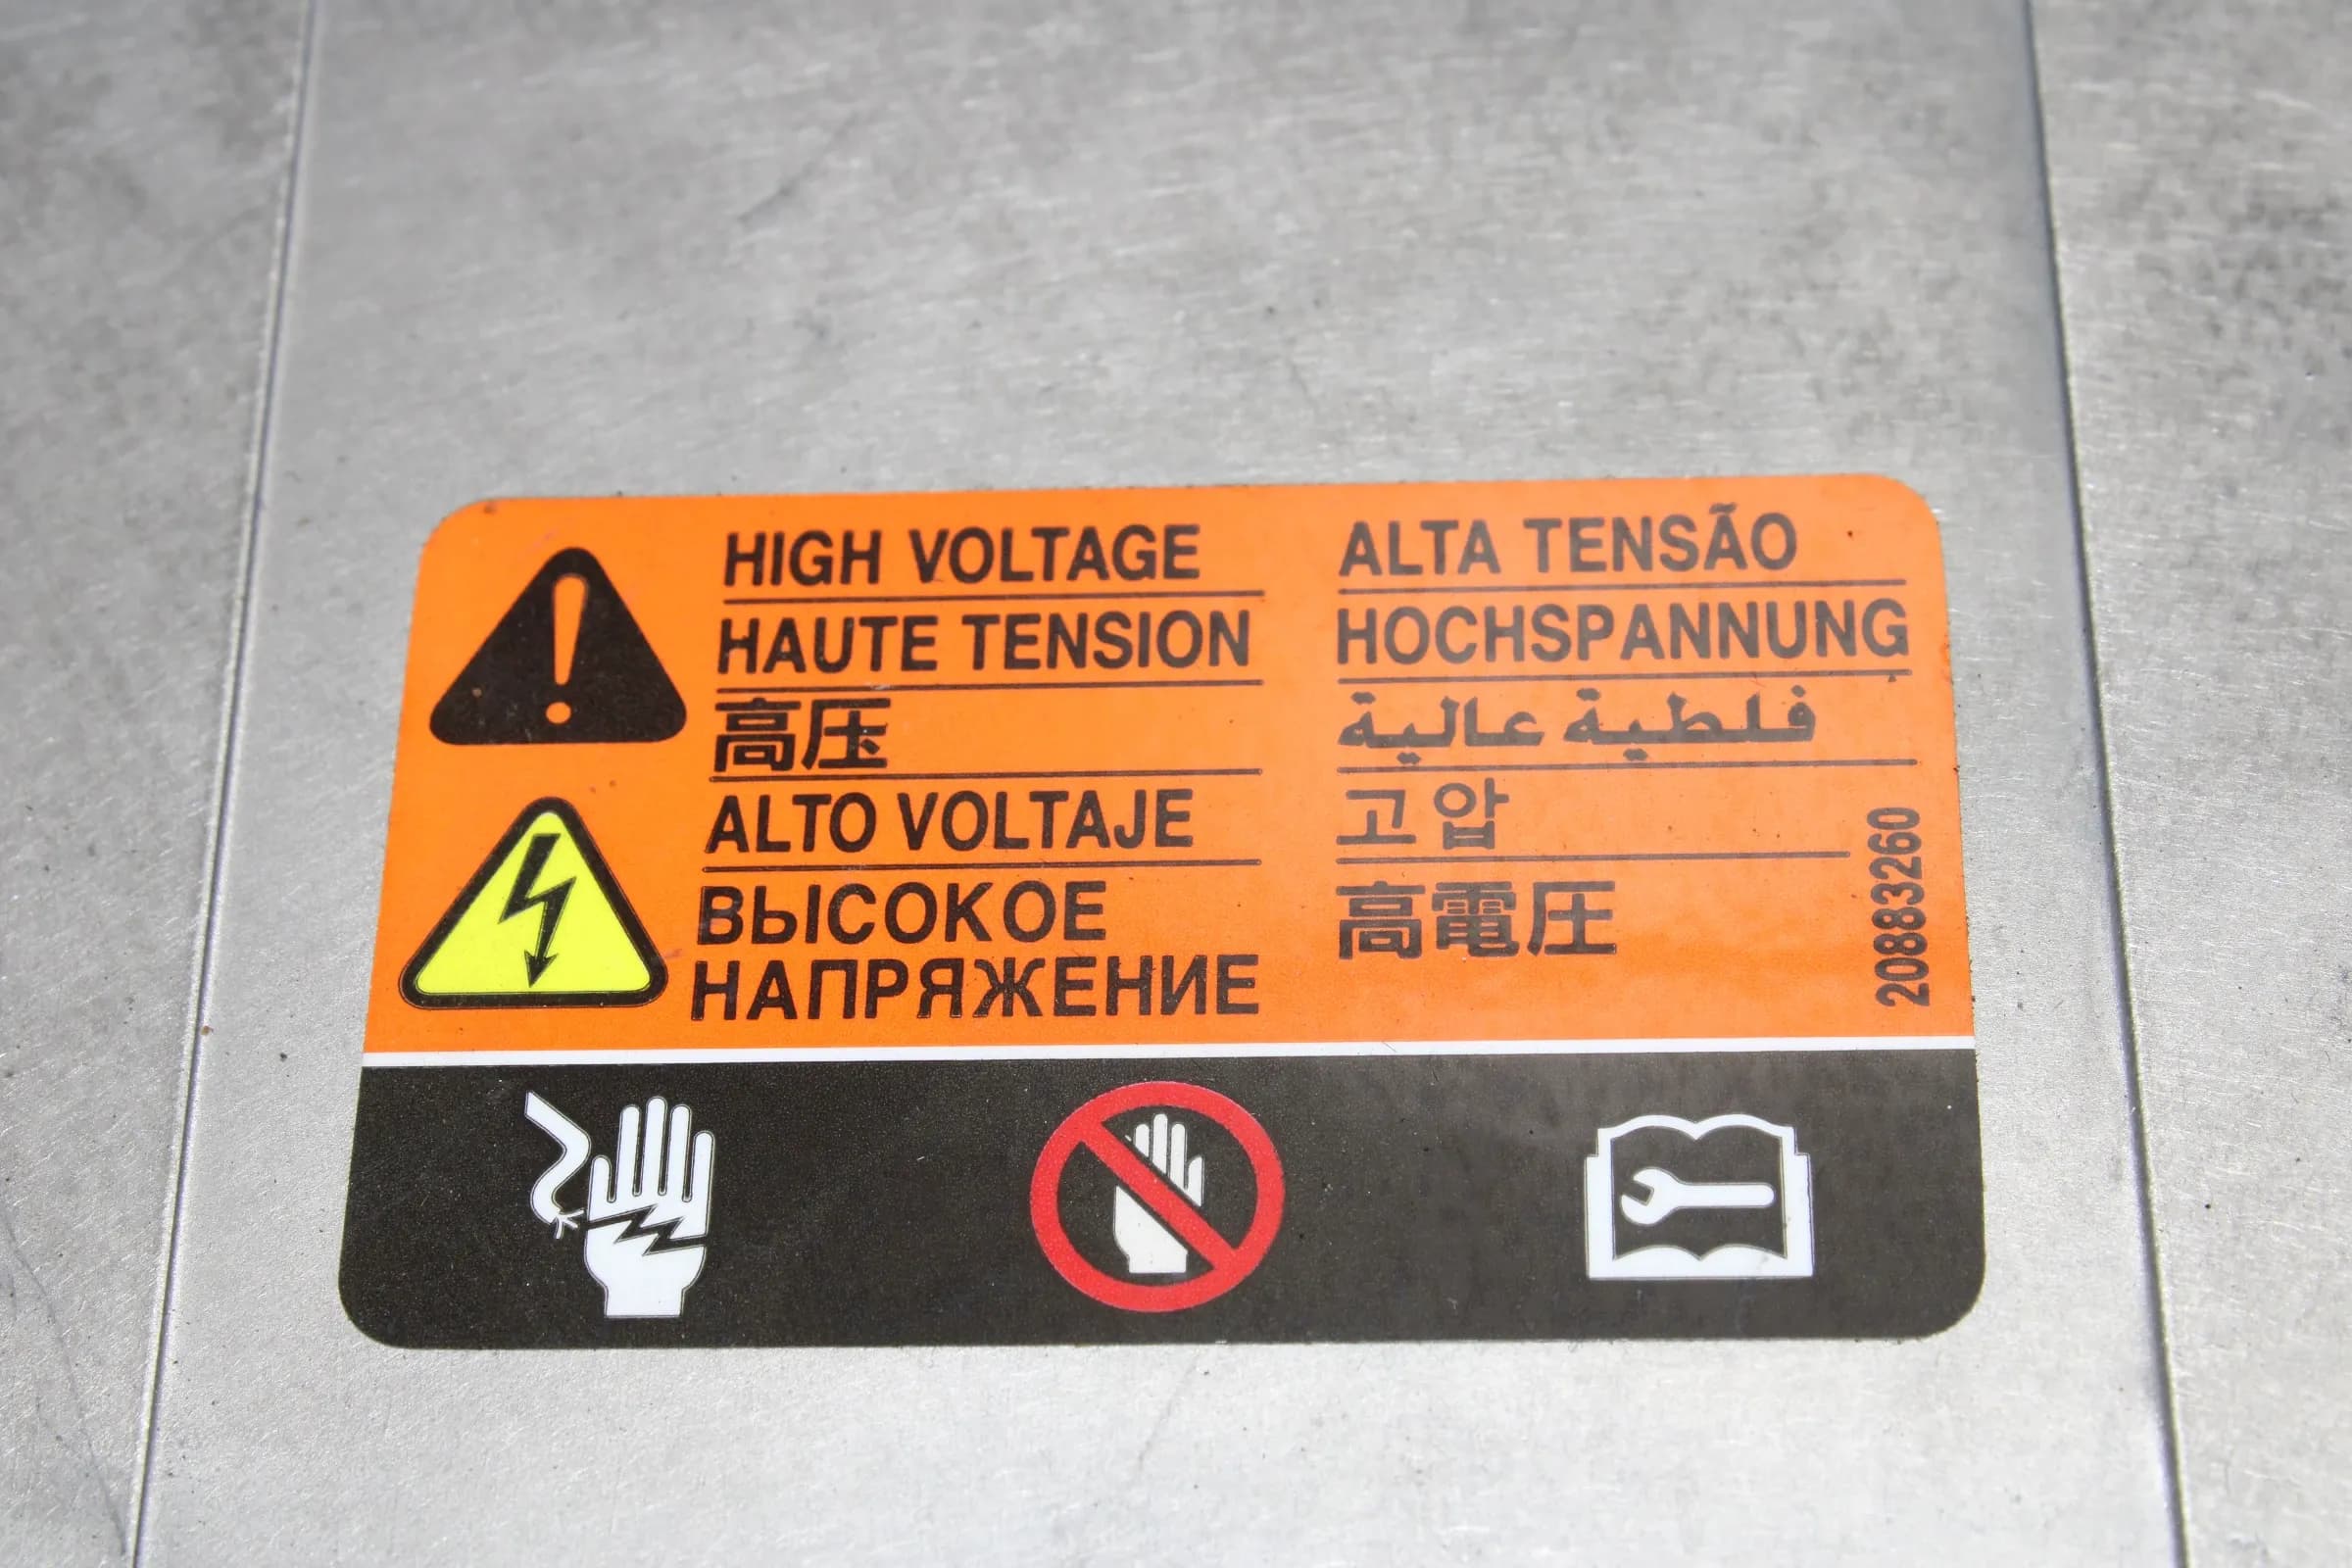 HIGH VOLTAGE
HAUTE TENSION
高压
ALTO VOLTAJE
ВЫСОКОЕ
НАПРЯЖЕНИЕ
ALTA TENSÃO
HOCHSPANNUNG
فلطية عالية
고압
高電圧
20883260